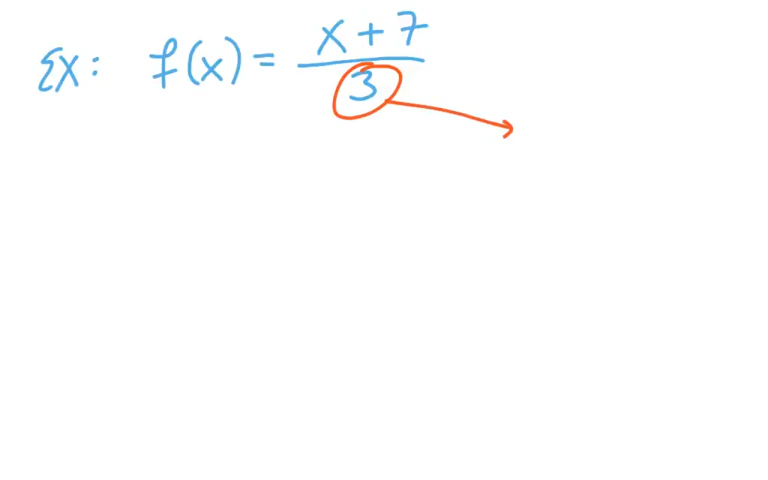 Ex: f(x) = (x + 7)/3